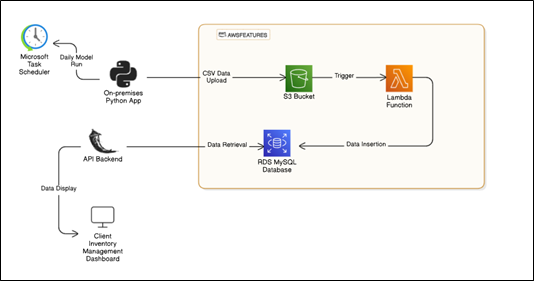 AWSFEATURES
Microsoft
Task
Scheduler
Daily Model
Run
On-premises
Python App
CSV Data
Upload
S3 Bucket
Trigger
Lambda
Function
API Backend
Data Retrieval
RDS MySQL
Database
Data Insertion
Data Display
Client
Inventory
Management
Dashboard